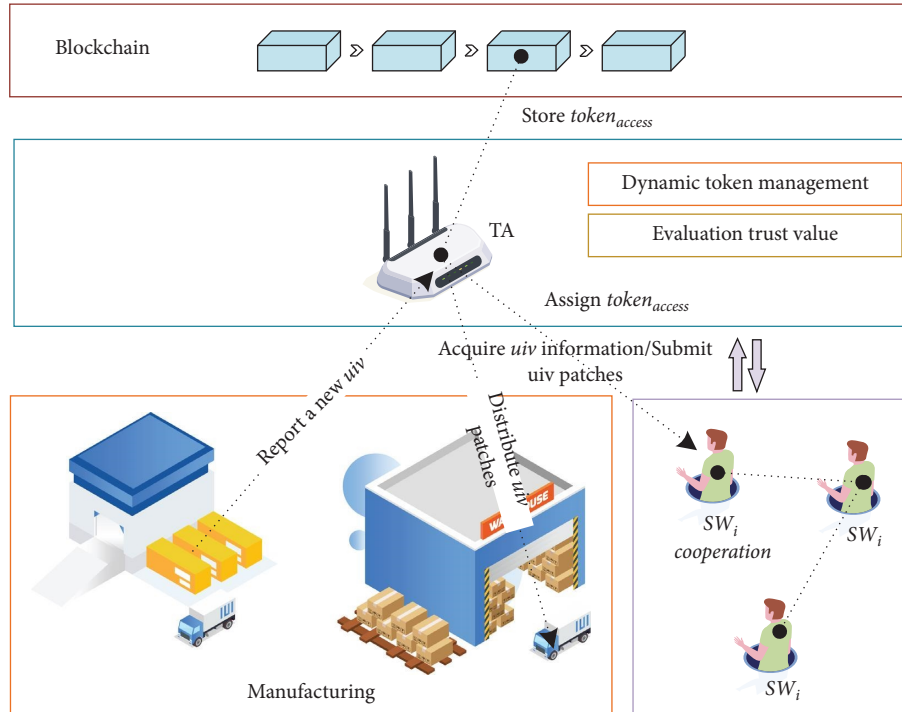 Blockchain
Store token_access
Dynamic token management
TA
Evaluation trust value
Assign token_access
Acquire uiv information/Submit
uiv patches
Report a new uiv
Distribute uiv
patches
SW_i
cooperation
SW_i
SW_i
Manufacturing